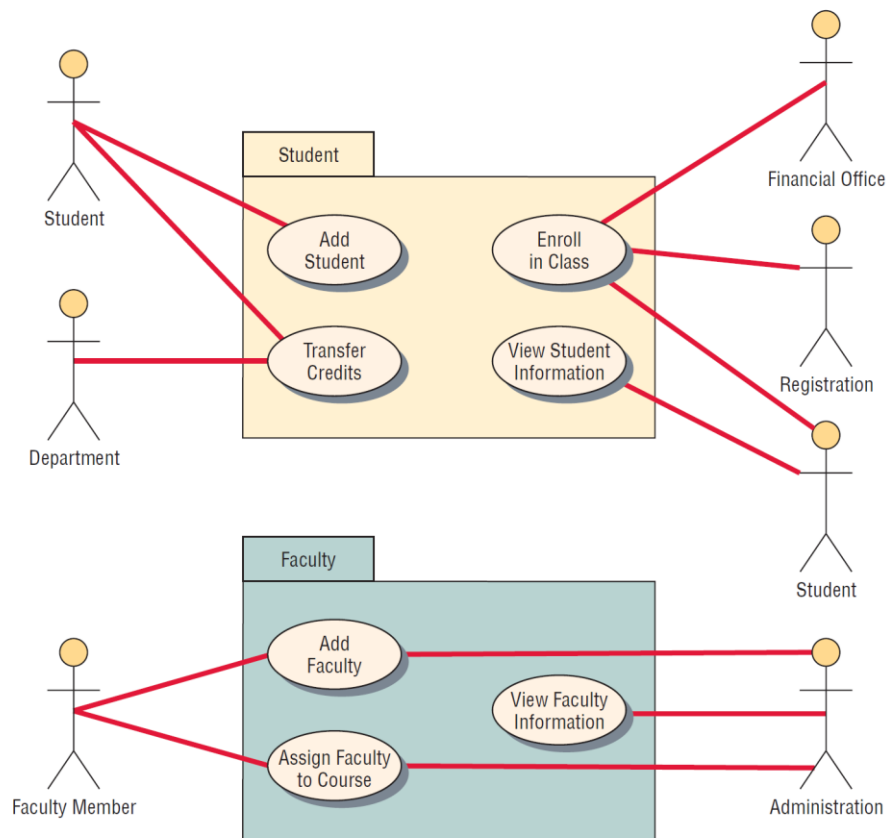 Student
Financial Office
Student
Add
Student
Enroll
in Class
Transfer
Credits
View Student
Information
Registration
Department
Student
Faculty
Add
Faculty
View Faculty
Information
Assign Faculty
to Course
Faculty Member
Administration